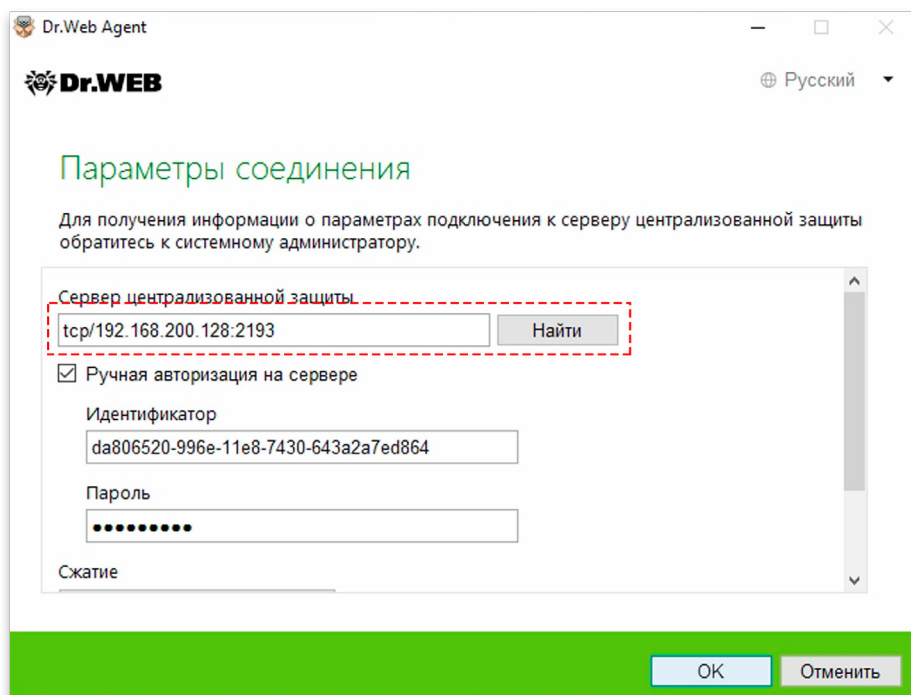 Dr.Web Agent
Dr.WEB
Русский
Параметры соединения
Для получения информации о параметрах подключения к серверу централизованной защиты
обратитесь к системному администратору.
Сервер централизованной защиты
tcp/192.168.200.128:2193
Найти
Ручная авторизация на сервере
Идентификатор
da806520-996e-11e8-7430-643a2a7ed864
Пароль
•••••••••
Сжатие
OK
Отменить